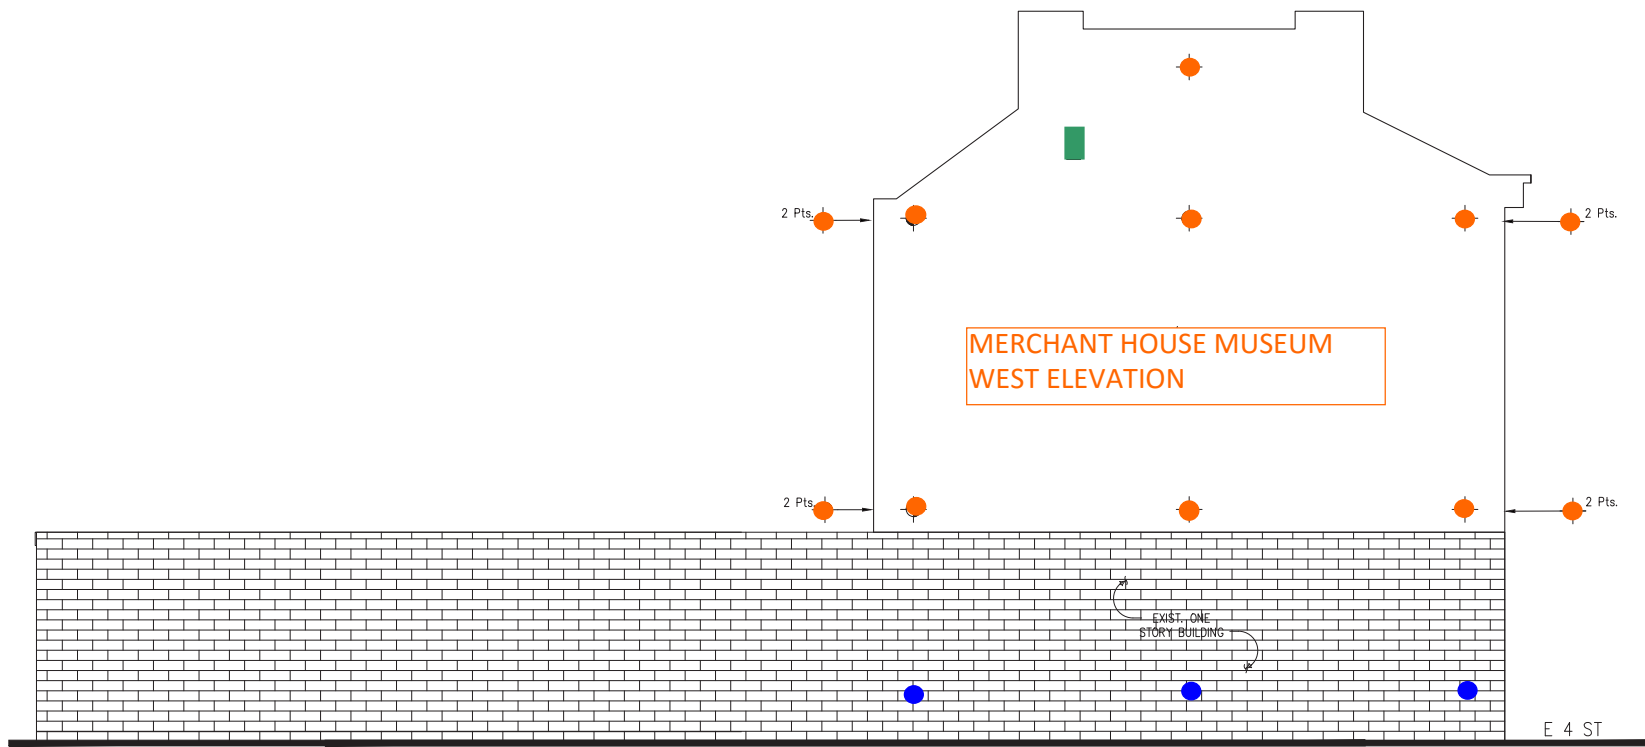 2 Pts.
2 Pts.
MERCHANT HOUSE MUSEUM
WEST ELEVATION
2 Pts.
2 Pts.
EXIST. ONE
STORY BUILDING
E 4 ST